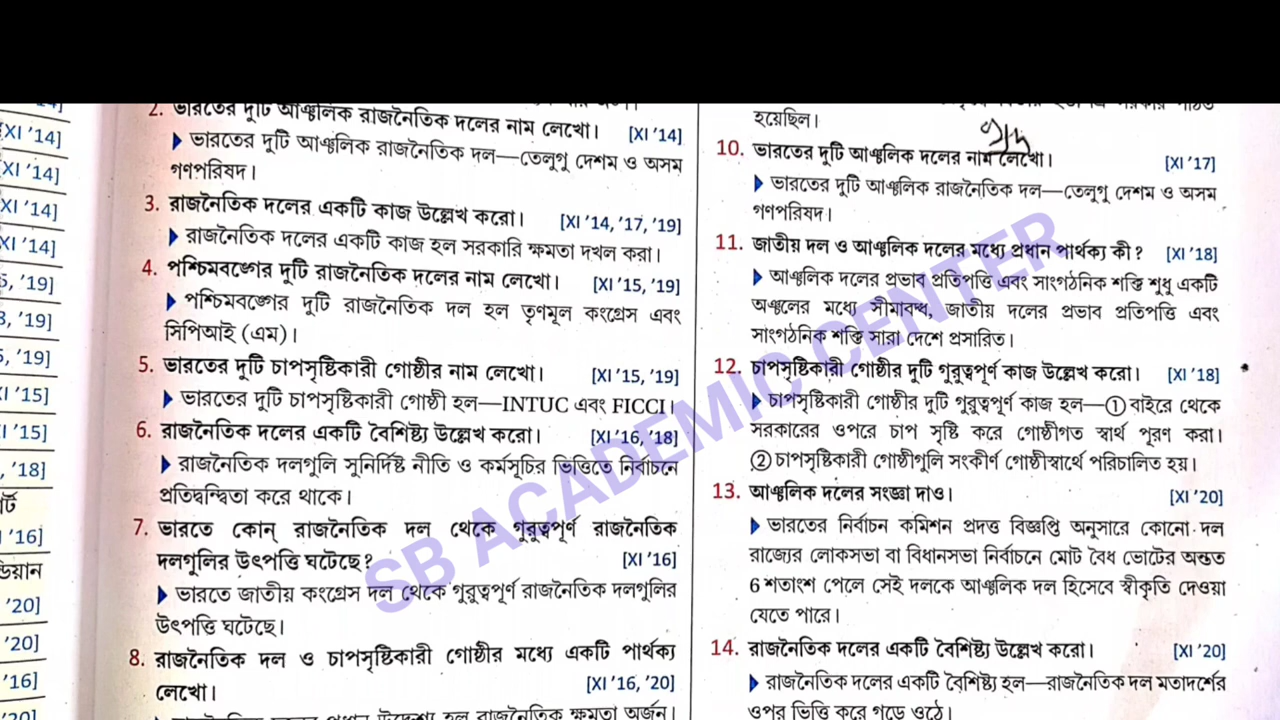 14]
[XI '14]
XI '14]
XI '14]
XI '14]
5, '19]
3, '19]
5, '19]
(I '15]
I '15]
, '18]
র্ট
'16]
ডিয়ান
'20]
'20]
'16]
'20]
2. ভারতের দুটি আঞ্চলিক রাজনৈতিক দলের নাম লেখো। [XI '14]
▶ ভারতের দুটি আঞ্চলিক রাজনৈতিক দল—তেলুগু দেশম ও অসম
গণপরিষদ।
3. রাজনৈতিক দলের একটি কাজ উল্লেখ করো। [XI '14, '17, '19]
▶ রাজনৈতিক দলের একটি কাজ হল সরকারি ক্ষমতা দখল করা।
4. পশ্চিমবঙ্গের দুটি রাজনৈতিক দলের নাম লেখো। [XI '15, '19]
▶ পশ্চিমবঙ্গের দুটি রাজনৈতিক দল হল তৃণমূল কংগ্রেস এবং
সিপিআই (এম)।
5. ভারতের দুটি চাপসৃষ্টিকারী গোষ্ঠীর নাম লেখো। [XI '15, '19]
▶ ভারতের দুটি চাপসৃষ্টিকারী গোষ্ঠী হল—INTUC এবং FICCI।
6. রাজনৈতিক দলের একটি বৈশিষ্ট্য উল্লেখ করো। [XI '16, '18]
▶ রাজনৈতিক দলগুলি সুনির্দিষ্ট নীতি ও কর্মসূচির ভিত্তিতে নির্বাচনে
প্রতিদ্বন্দ্বিতা করে থাকে।
7. ভারতে কোন্ রাজনৈতিক দল থেকে গুরুত্বপূর্ণ রাজনৈতিক
দলগুলির উৎপত্তি ঘটেছে? [XI '16]
▶ ভারতে জাতীয় কংগ্রেস দল থেকে গুরুত্বপূর্ণ রাজনৈতিক দলগুলির
উৎপত্তি ঘটেছে।
8. রাজনৈতিক দল ও চাপসৃষ্টিকারী গোষ্ঠীর মধ্যে একটি পার্থক্য
লেখো। [XI '16, '20]
▶ রাজনৈতিক দলের প্রধান উদ্দেশ্য হল রাজনৈতিক ক্ষমতা অর্জন।
হয়েছিল।
10. ভারতের দুটি আঞ্চলিক দলের নাম লেখো। [XI '17]
▶ ভারতের দুটি আঞ্চলিক রাজনৈতিক দল—তেলুগু দেশম ও অসম
গণপরিষদ।
11. জাতীয় দল ও আঞ্চলিক দলের মধ্যে প্রধান পার্থক্য কী? [XI '18]
▶ আঞ্চলিক দলের প্রভাব প্রতিপত্তি এবং সাংগঠনিক শক্তি শুধু একটি
অঞ্চলের মধ্যে সীমাবদ্ধ, জাতীয় দলের প্রভাব প্রতিপত্তি এবং
সাংগঠনিক শক্তি সারা দেশে প্রসারিত।
12. চাপসৃষ্টিকারী গোষ্ঠীর দুটি গুরুত্বপূর্ণ কাজ উল্লেখ করো। [XI '18]
▶ চাপসৃষ্টিকারী গোষ্ঠীর দুটি গুরুত্বপূর্ণ কাজ হল—① বাইরে থেকে
সরকারের ওপরে চাপ সৃষ্টি করে গোষ্ঠীগত স্বার্থ পূরণ করা।
② চাপসৃষ্টিকারী গোষ্ঠীগুলি সংকীর্ণ গোষ্ঠীস্বার্থে পরিচালিত হয়।
13. আঞ্চলিক দলের সংজ্ঞা দাও। [XI '20]
▶ ভারতের নির্বাচন কমিশন প্রদত্ত বিজ্ঞপ্তি অনুসারে কোনো দল
রাজ্যের লোকসভা বা বিধানসভা নির্বাচনে মোট বৈধ ভোটের অন্তত
6 শতাংশ পেলে সেই দলকে আঞ্চলিক দল হিসেবে স্বীকৃতি দেওয়া
যেতে পারে।
14. রাজনৈতিক দলের একটি বৈশিষ্ট্য উল্লেখ করো। [XI '20]
▶ রাজনৈতিক দলের একটি বৈশিষ্ট্য হল—রাজনৈতিক দল মতাদর্শের
ওপর ভিত্তি করে গড়ে ওঠে।
SB ACADEMIC CENTER